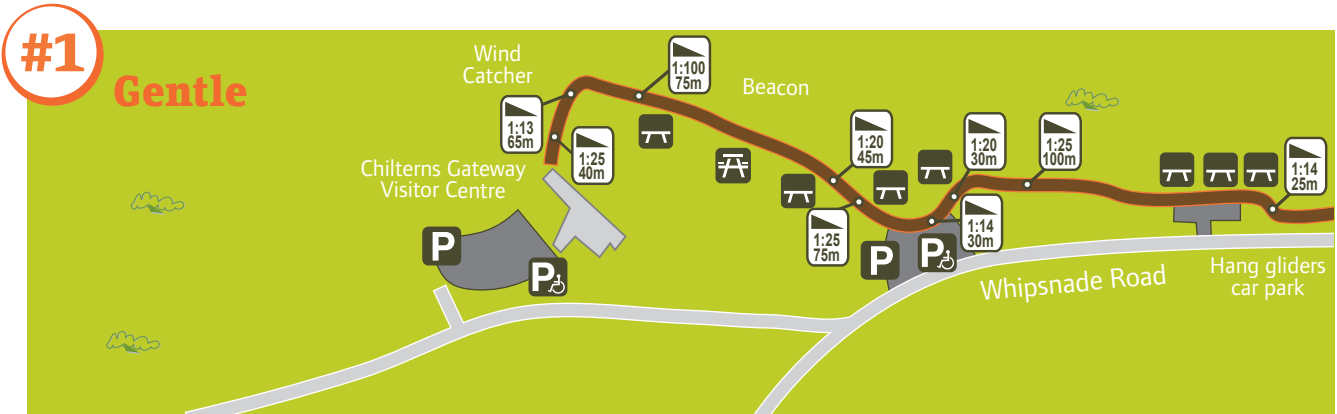 #1
Gentle
Wind
Catcher
1:100
75m
Beacon
1:13
65m
1:25
40m
Chilterns Gateway
Visitor Centre
1:20
45m
1:20
30m
1:25
100m
1:14
25m
1:25
75m
1:14
30m
P
P
P
P
Whipsnade Road
Hang gliders
car park